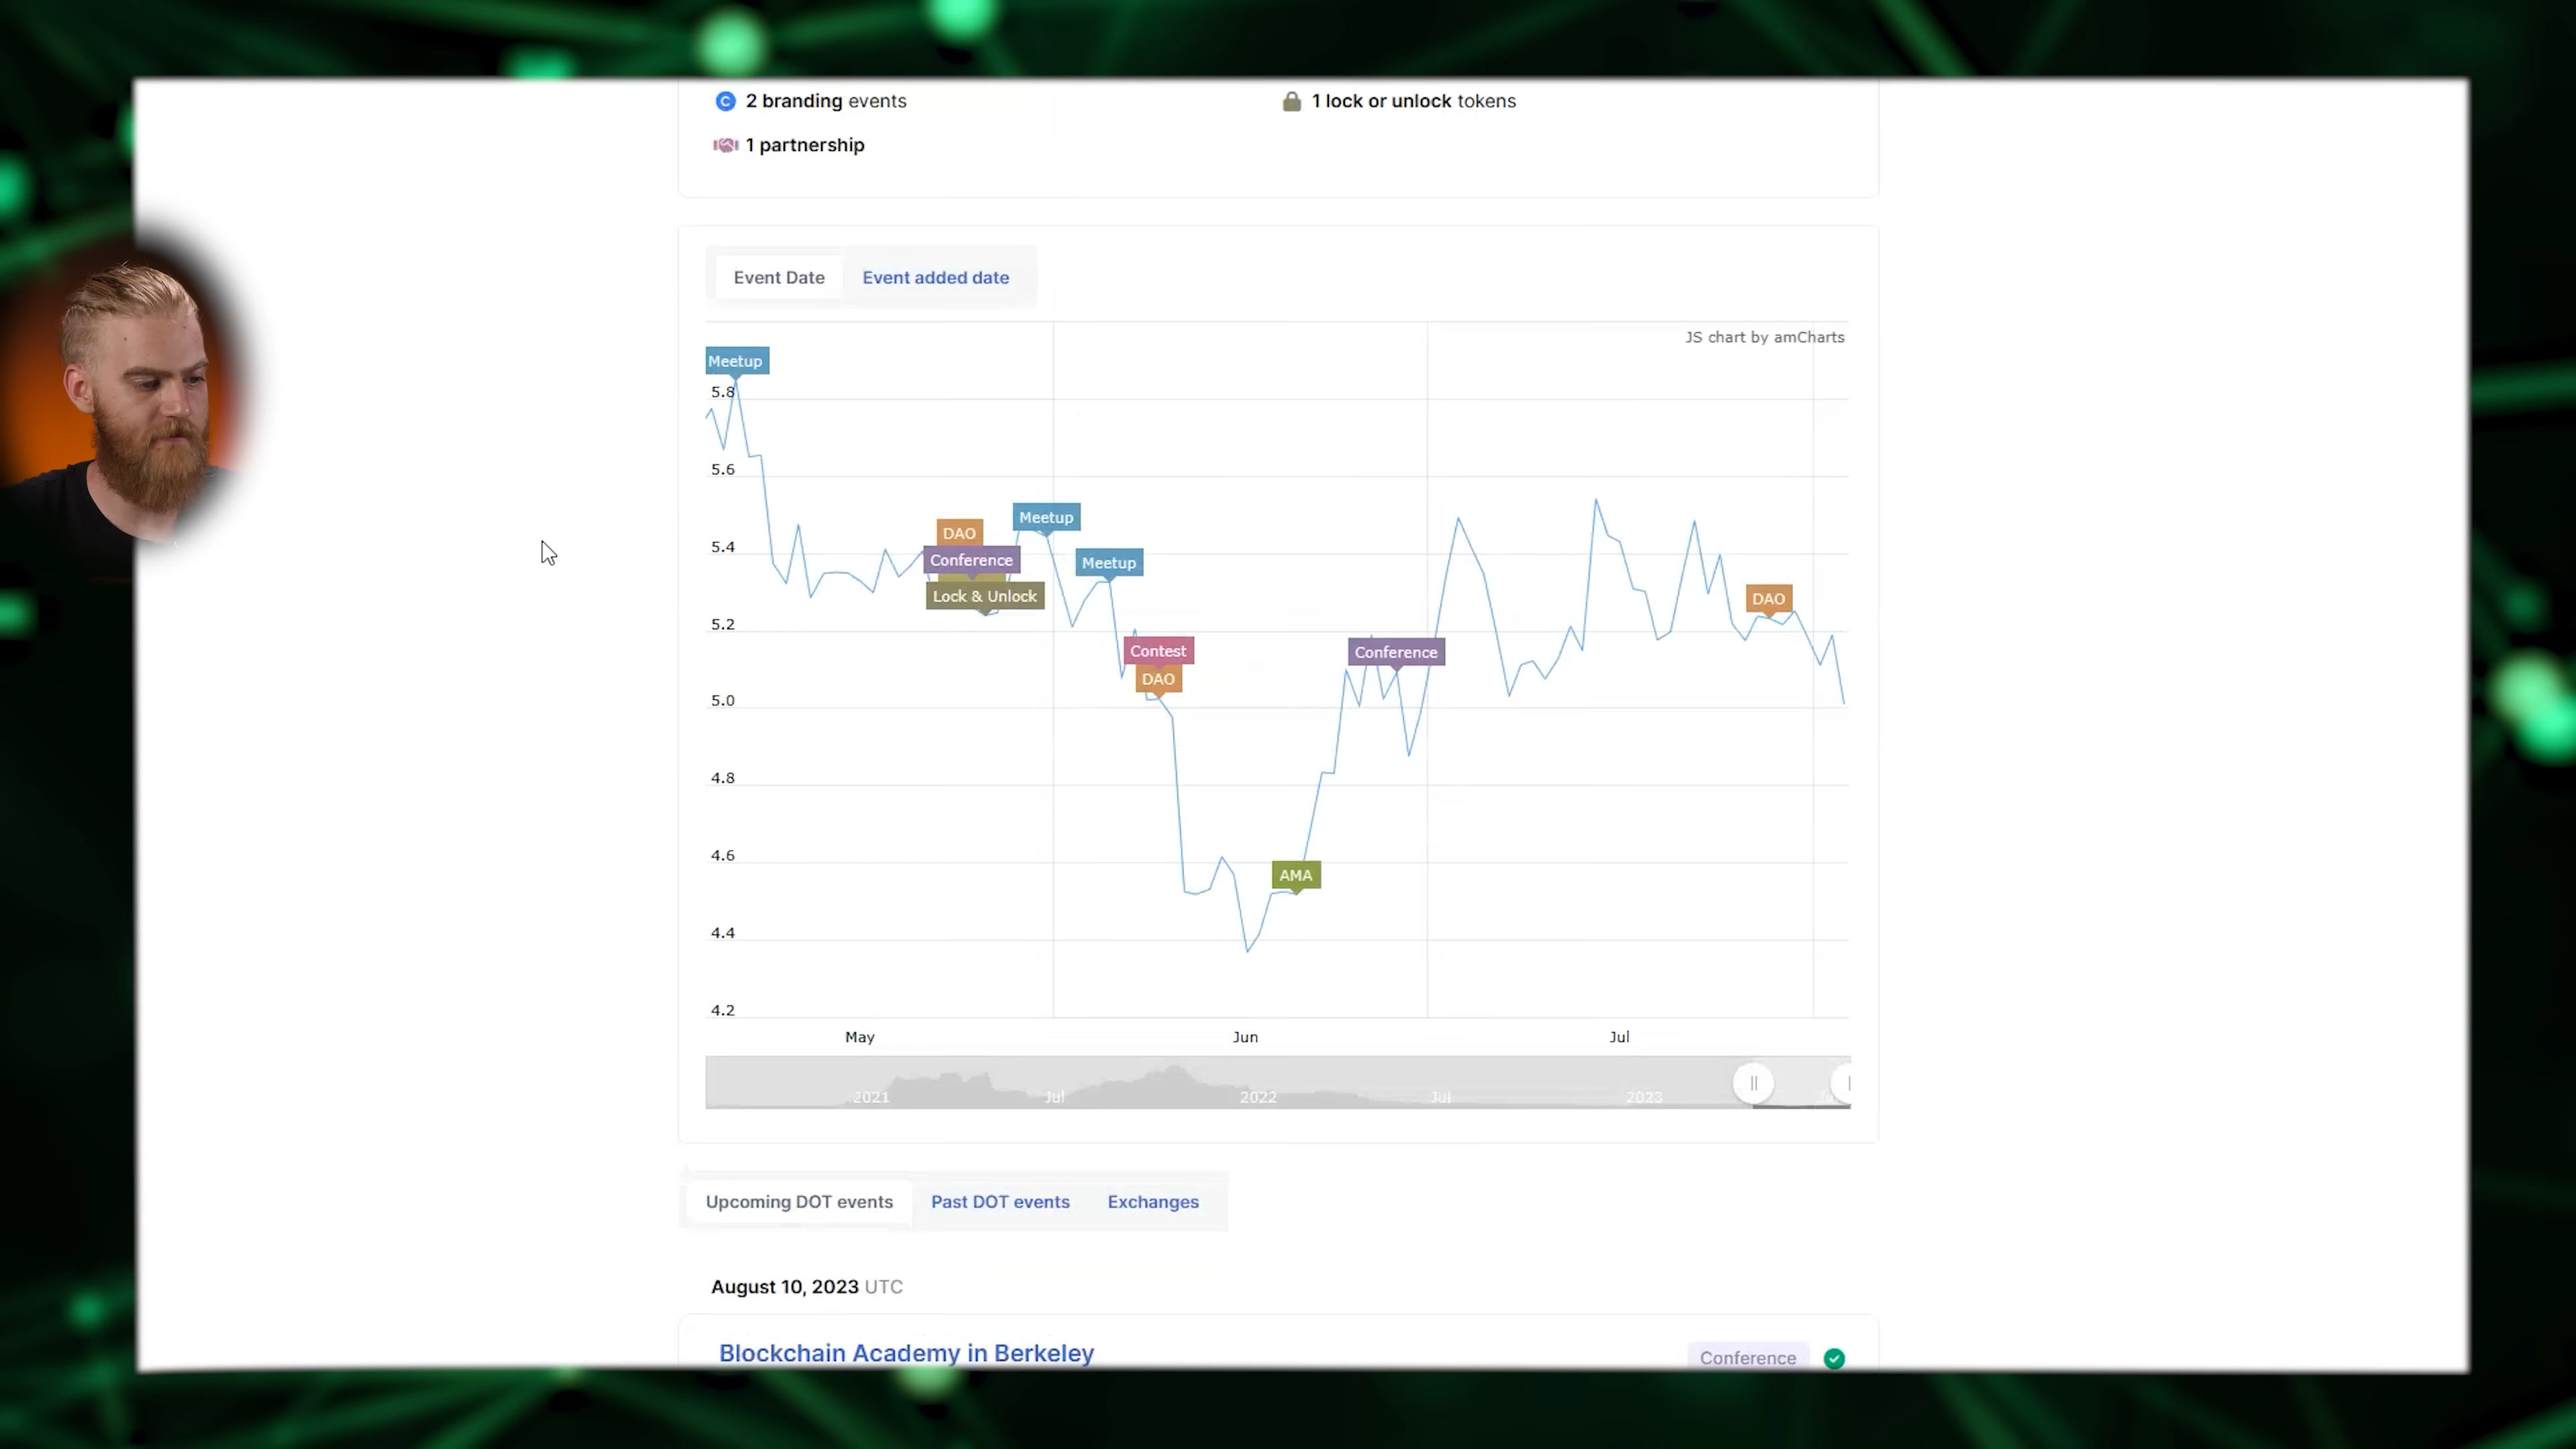 2 branding events
1 lock or unlock tokens
1 partnership
Event Date
Event added date
JS chart by amCharts
Meetup
5.8
5.6
5.4
5.2
5.0
4.8
4.6
4.4
4.2
DAO
Conference
Lock & Unlock
Meetup
Meetup
Contest
DAO
AMA
Conference
DAO
May
Jun
Jul
2021
Jul
2022
Jul
2023
Upcoming DOT events
Past DOT events
Exchanges
August 10, 2023 UTC
Blockchain Academy in Berkeley
Conference